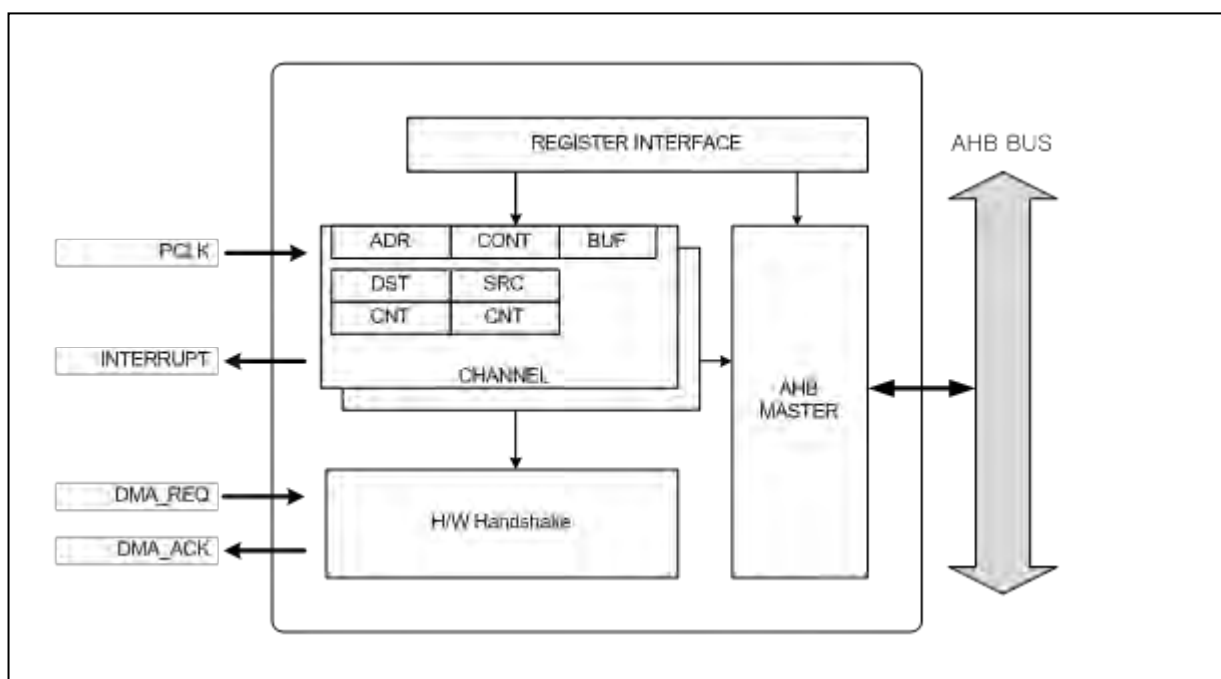 REGISTER INTERFACE
AHB BUS
PCLK
ADR CONT BUF
DST SRC
CNT CNT
INTERRUPT
CHANNEL
AHB
MASTER
DMA_REQ
H/W Handshake
DMA_ACK